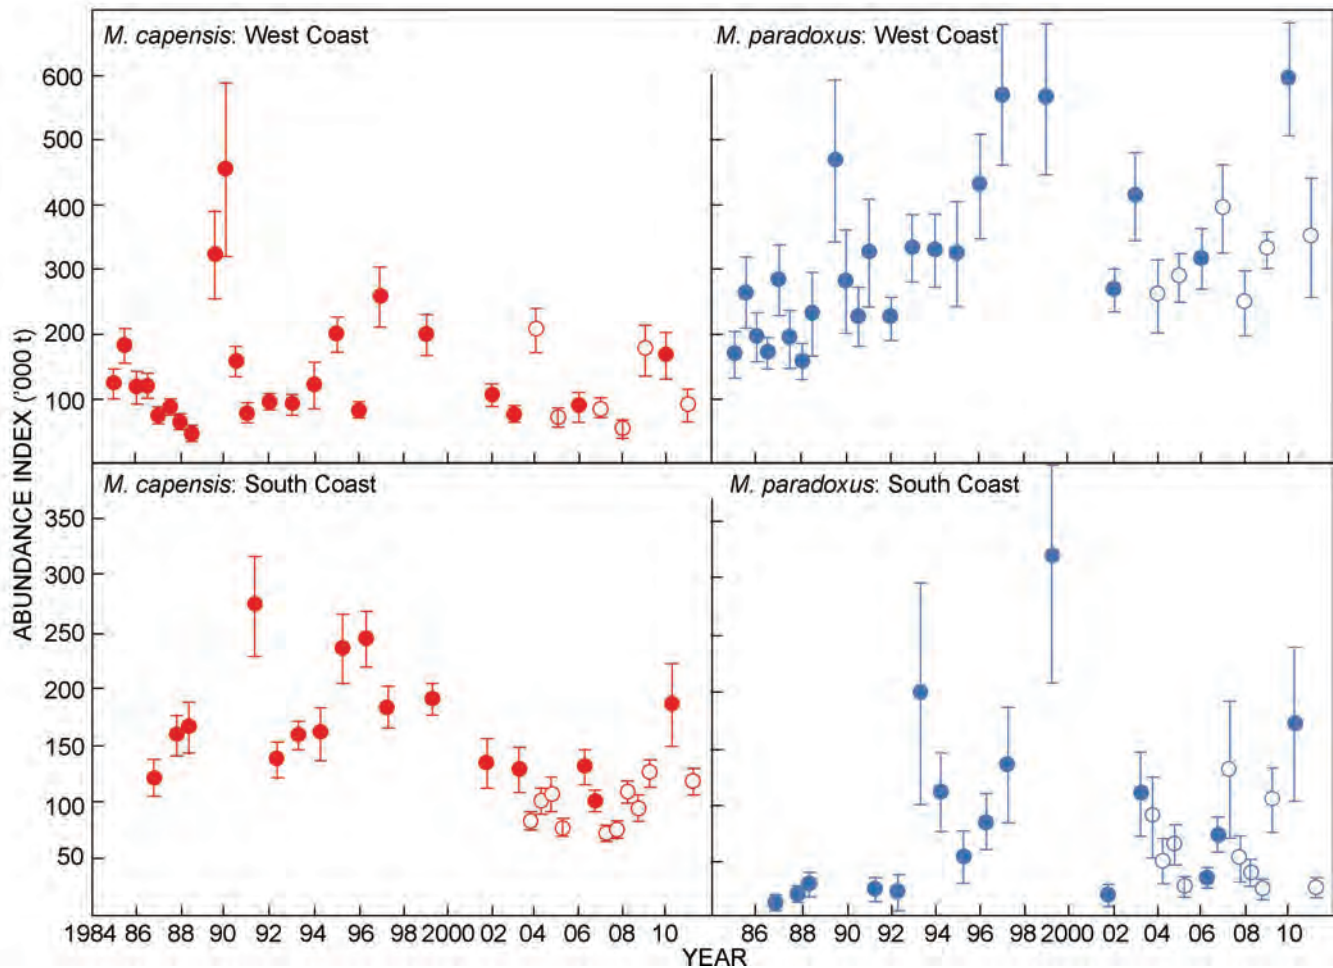 M. capensis: West Coast
M. paradoxus: West Coast
600
500
400
300
200
100
M. capensis: South Coast
M. paradoxus: South Coast
350
300
250
200
150
100
50
ABUNDANCE INDEX ('000 t)
1984 86 88 90 92 94 96 98 2000 02 04 06 08 10
86 88 90 92 94 96 98 2000 02 04 06 08 10
YEAR